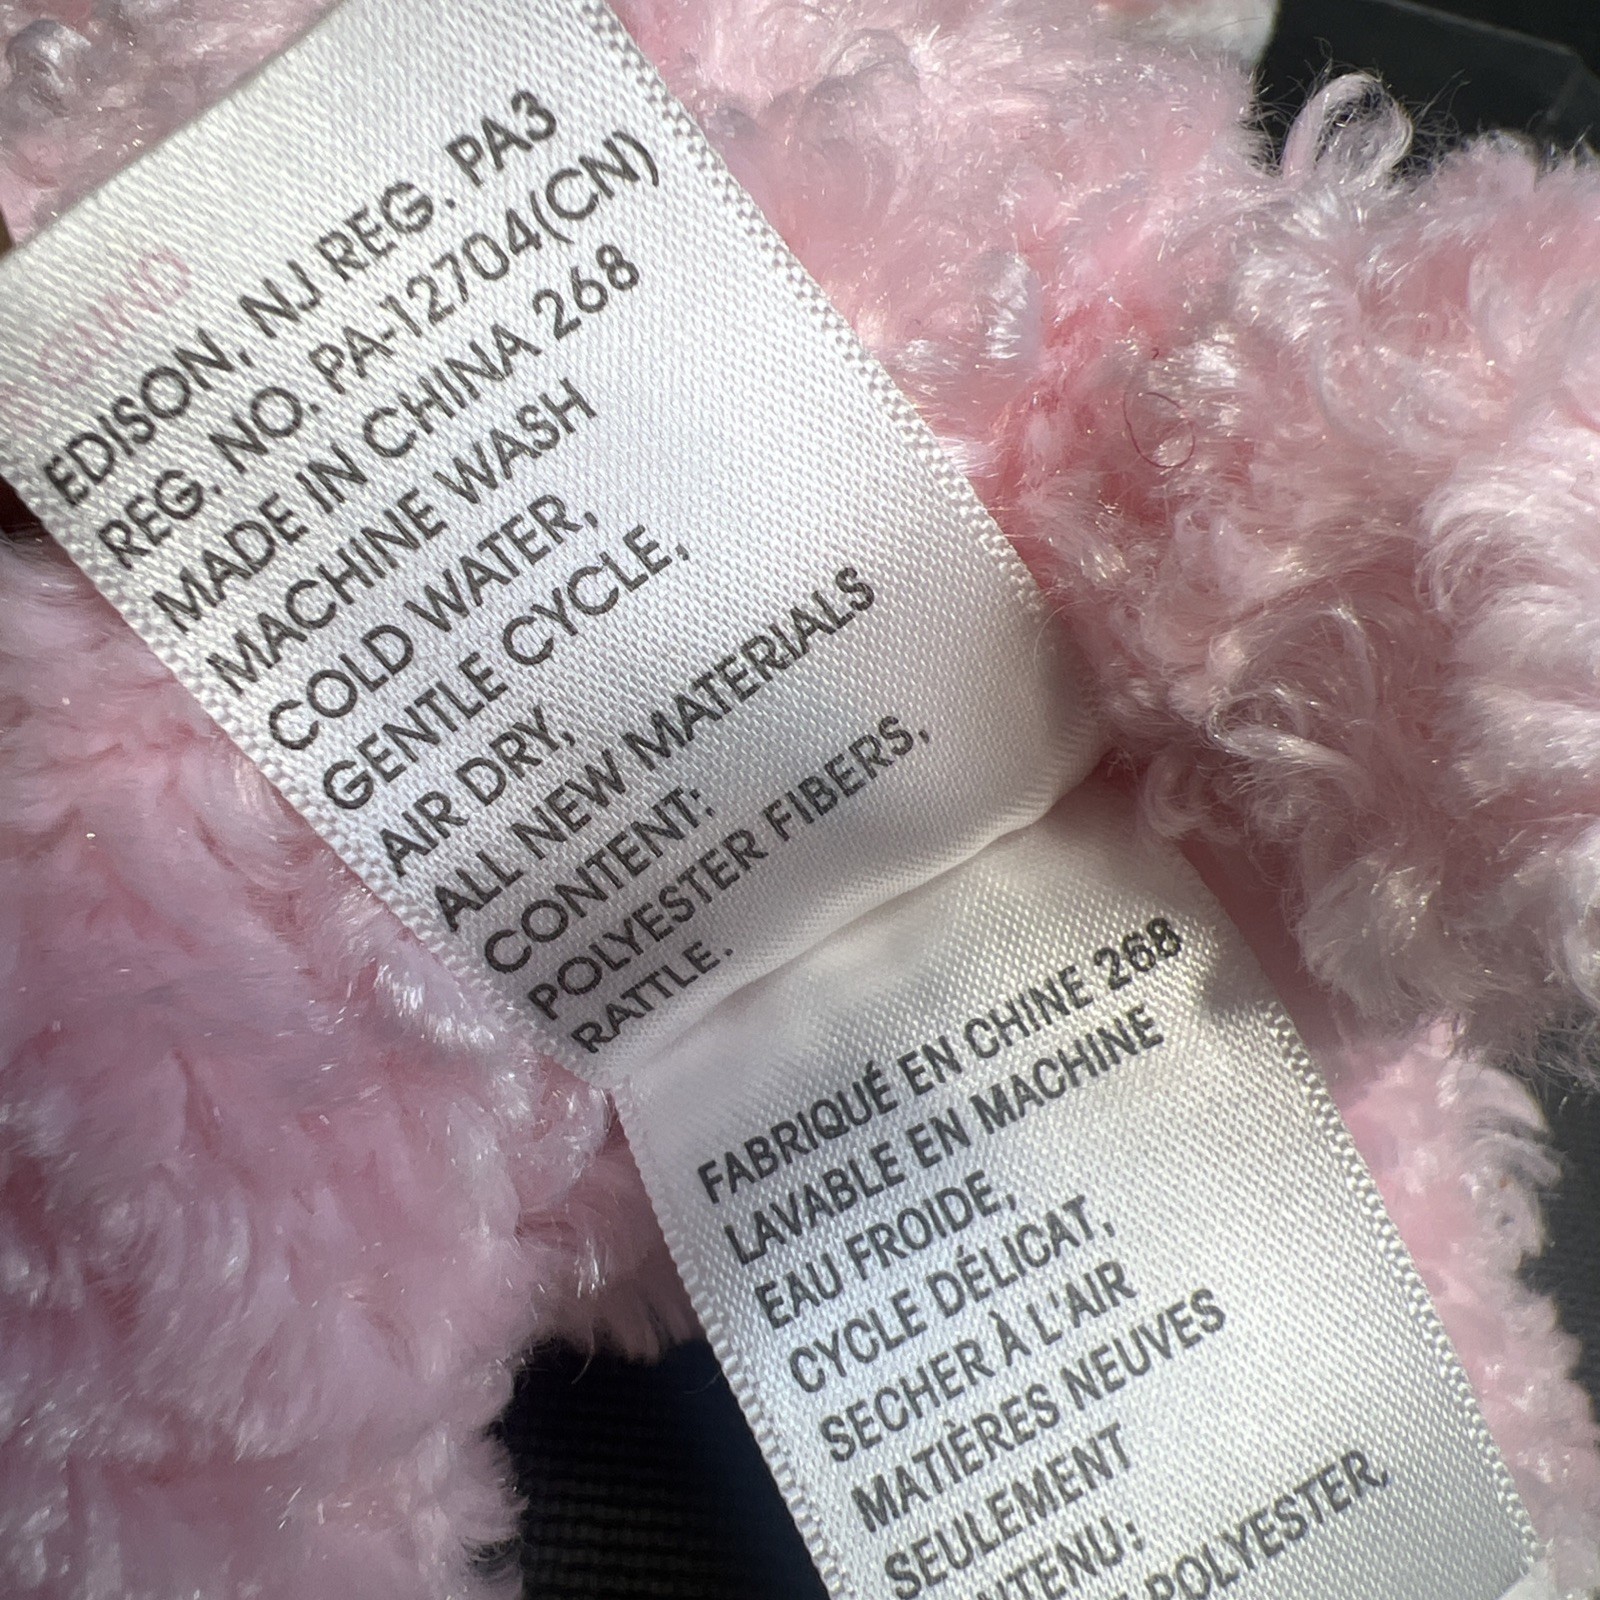 EDISON, NJ REG. PA3
REG. NO. PA-12704(CN)
MADE IN CHINA 268
MACHINE WASH
COLD WATER,
GENTLE CYCLE,
AIR DRY,
ALL NEW MATERIALS
CONTENT:
POLYESTER FIBERS,
RATTLE.
FABRIQUÉ EN CHINE 268
LAVABLE EN MACHINE
EAU FROIDE,
CYCLE DÉLICAT,
SECHER À L'AIR
MATIÈRES NEUVES
SEULEMENT
POLYESTER,